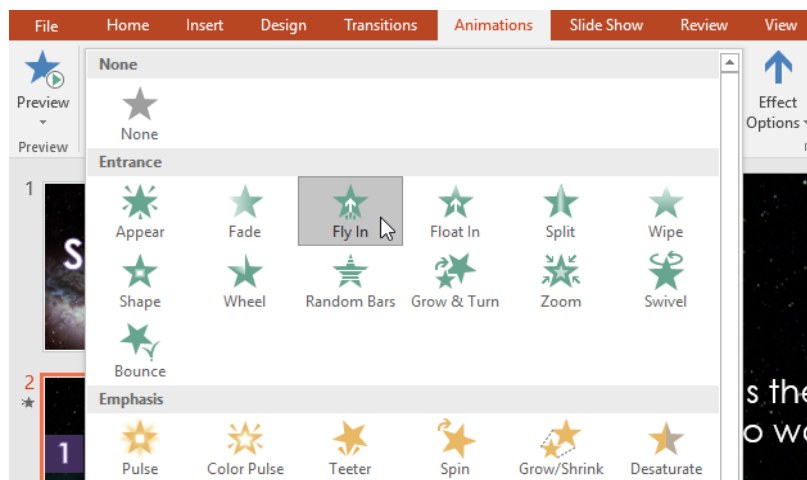 File Home Insert Design Transitions Animations Slide Show Review View
None
Preview
None
Effect
Options
Preview
Entrance
1
Appear Fade Fly In Float In Split Wipe
S
Shape Wheel Random Bars Grow & Turn Zoom Swivel
Bounce
2
Emphasis
s the
1
o wo
Pulse Color Pulse Teeter Spin Grow/Shrink Desaturate